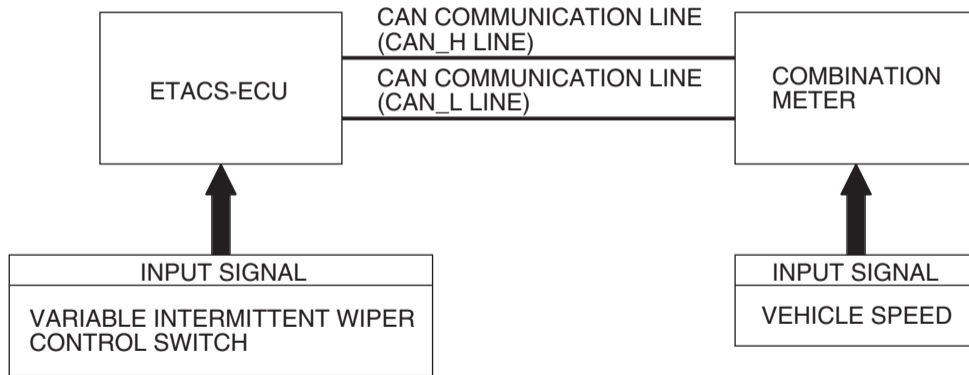 CAN COMMUNICATION LINE
(CAN_H LINE)
ETACS-ECU
CAN COMMUNICATION LINE
(CAN_L LINE)
COMBINATION
METER
INPUT SIGNAL
VARIABLE INTERMITTENT WIPER
CONTROL SWITCH
INPUT SIGNAL
VEHICLE SPEED